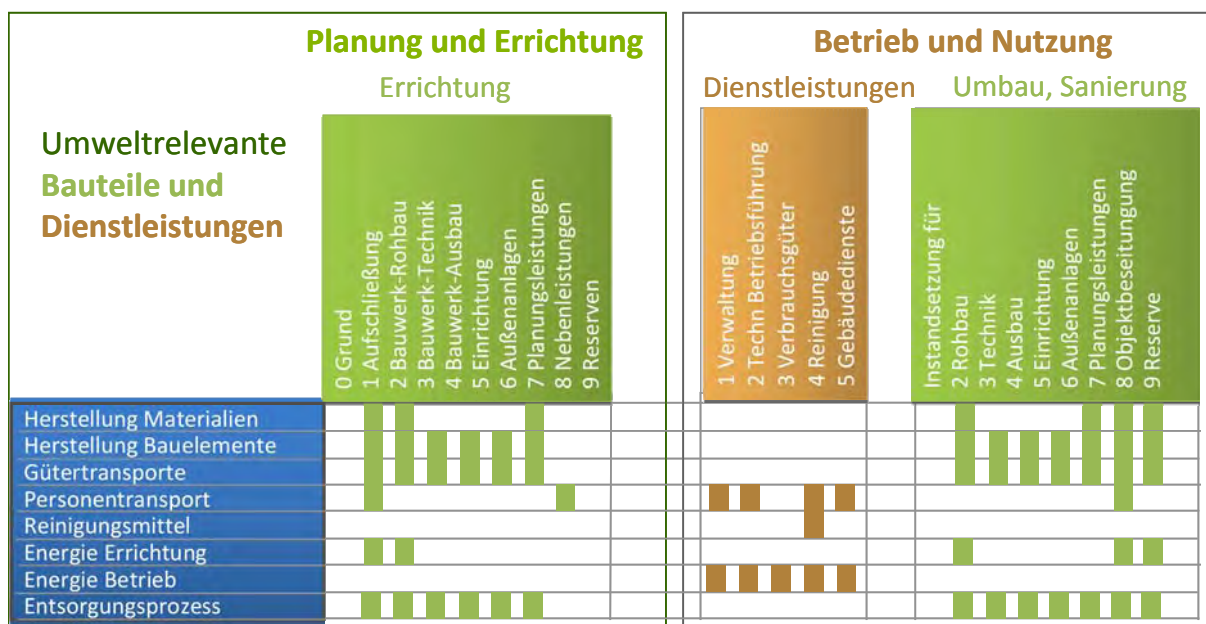 Planung und Errichtung
Errichtung
Umweltrelevante
Bauteile und
Dienstleistungen
0 Grund
1 Aufschließung
2 Bauwerk-Rohbau
3 Bauwerk-Technik
4 Bauwerk-Ausbau
5 Einrichtung
6 Außenanlagen
7 Planungsleistungen
8 Nebenleistungen
9 Reserven
Betrieb und Nutzung
Dienstleistungen
1 Verwaltung
2 Techn Betriebsführung
3 Verbrauchsgüter
4 Reinigung
5 Gebäudedienste
Umbau, Sanierung
Instandsetzung für
2 Rohbau
3 Technik
4 Ausbau
5 Einrichtung
6 Außenanlagen
7 Planungsleistungen
8 Objektbeseitungung
9 Reserve
Herstellung Materialien
Herstellung Bauelemente
Gütertransporte
Personentransport
Reinigungsmittel
Energie Errichtung
Energie Betrieb
Entsorgungsprozess